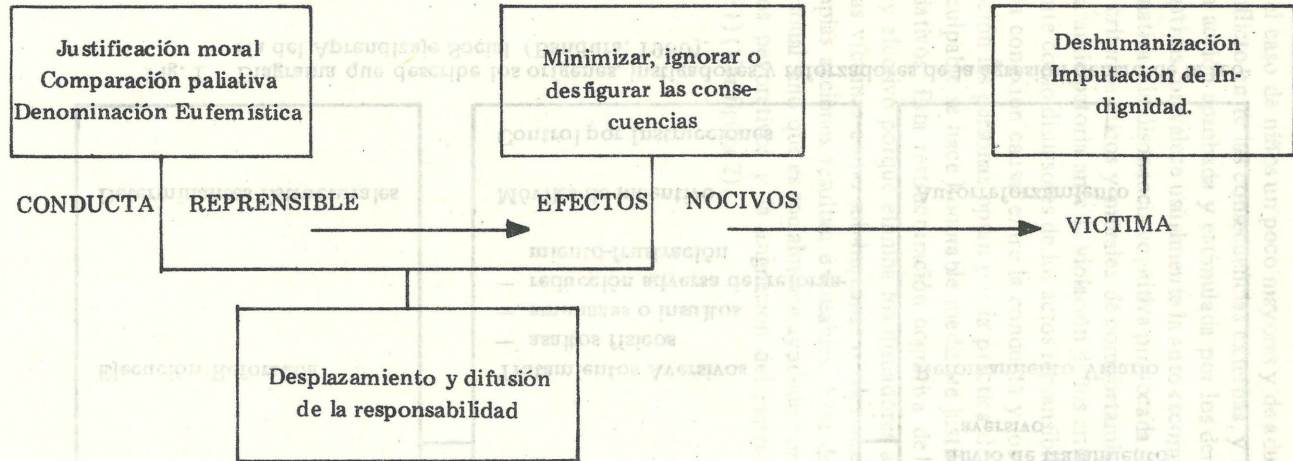 Justificación moral
Comparación paliativa
Denominación Eufemística
Minimizar, ignorar o
desfigurar las conse-
cuencias
Deshumanización
Imputación de In-
dignidad.
CONDUCTA REPRENSIBLE EFECTOS NOCIVOS VICTIMA
Desplazamiento y difusión
de la responsabilidad